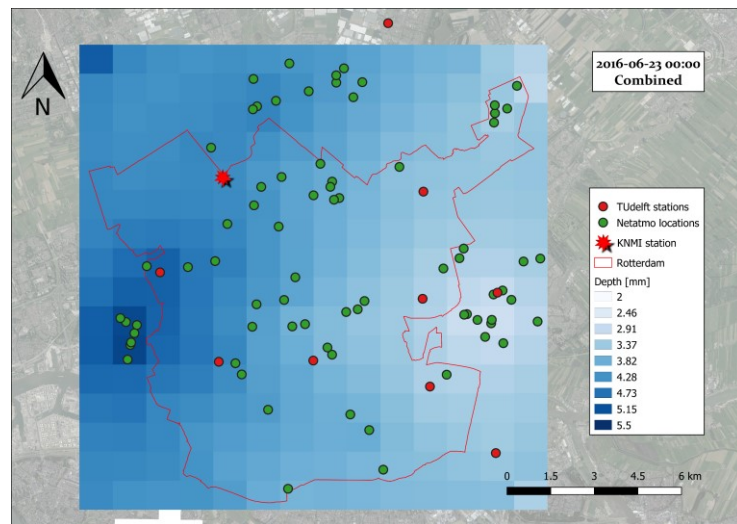 2016-06-23 00:00
Combined
N
TUdelft stations
Netatmo locations
KNMI station
Rotterdam
Depth [mm]
2
2.46
2.91
3.37
3.82
4.28
4.73
5.15
5.5
0 1.5 3 4.5 6 km